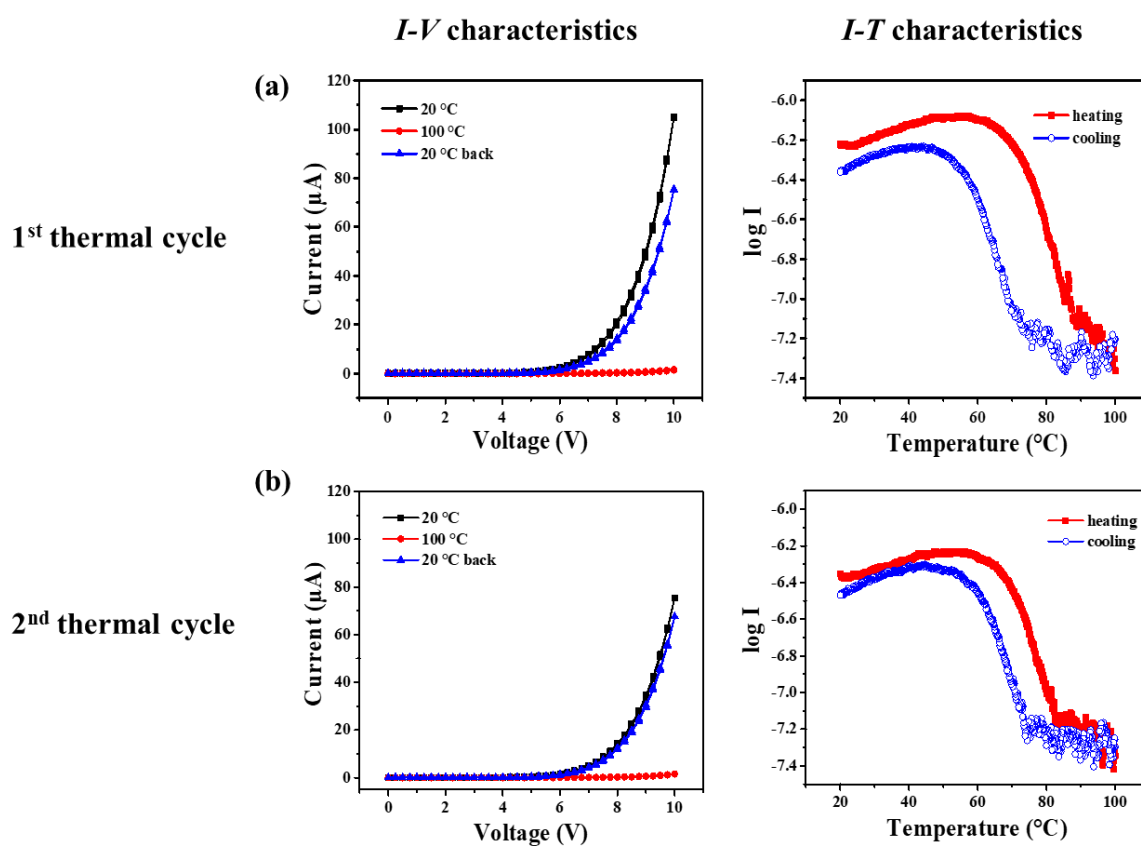 I-V characteristics
I-T characteristics
1st thermal cycle
(a)
120
100
80
60
40
20
0
Current (µA)
20 °C
100 °C
20 °C back
0 2 4 6 8 10
Voltage (V)
-6.0
-6.2
-6.4
-6.6
-6.8
-7.0
-7.2
-7.4
log I
heating
cooling
20 40 60 80 100
Temperature (°C)
2nd thermal cycle
(b)
120
100
80
60
40
20
0
Current (µA)
20 °C
100 °C
20 °C back
0 2 4 6 8 10
Voltage (V)
-6.0
-6.2
-6.4
-6.6
-6.8
-7.0
-7.2
-7.4
log I
heating
cooling
20 40 60 80 100
Temperature (°C)